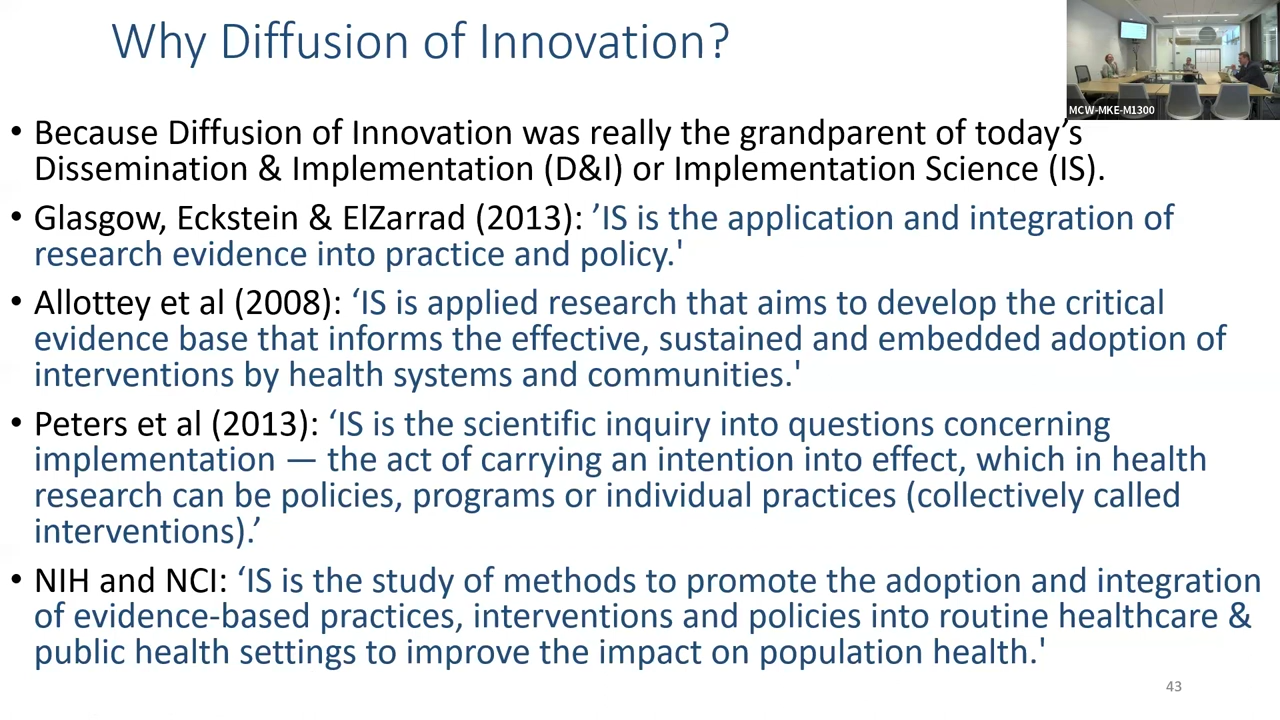 Why Diffusion of Innovation?
MCW-MKE-M1300
• Because Diffusion of Innovation was really the grandparent of today’s
Dissemination & Implementation (D&I) or Implementation Science (IS).
• Glasgow, Eckstein & ElZarrad (2013): ’IS is the application and integration of
research evidence into practice and policy.'
• Allottey et al (2008): ‘IS is applied research that aims to develop the critical
evidence base that informs the effective, sustained and embedded adoption of
interventions by health systems and communities.'
• Peters et al (2013): ‘IS is the scientific inquiry into questions concerning
implementation — the act of carrying an intention into effect, which in health
research can be policies, programs or individual practices (collectively called
interventions).’
• NIH and NCI: ‘IS is the study of methods to promote the adoption and integration
of evidence-based practices, interventions and policies into routine healthcare &
public health settings to improve the impact on population health.'
43